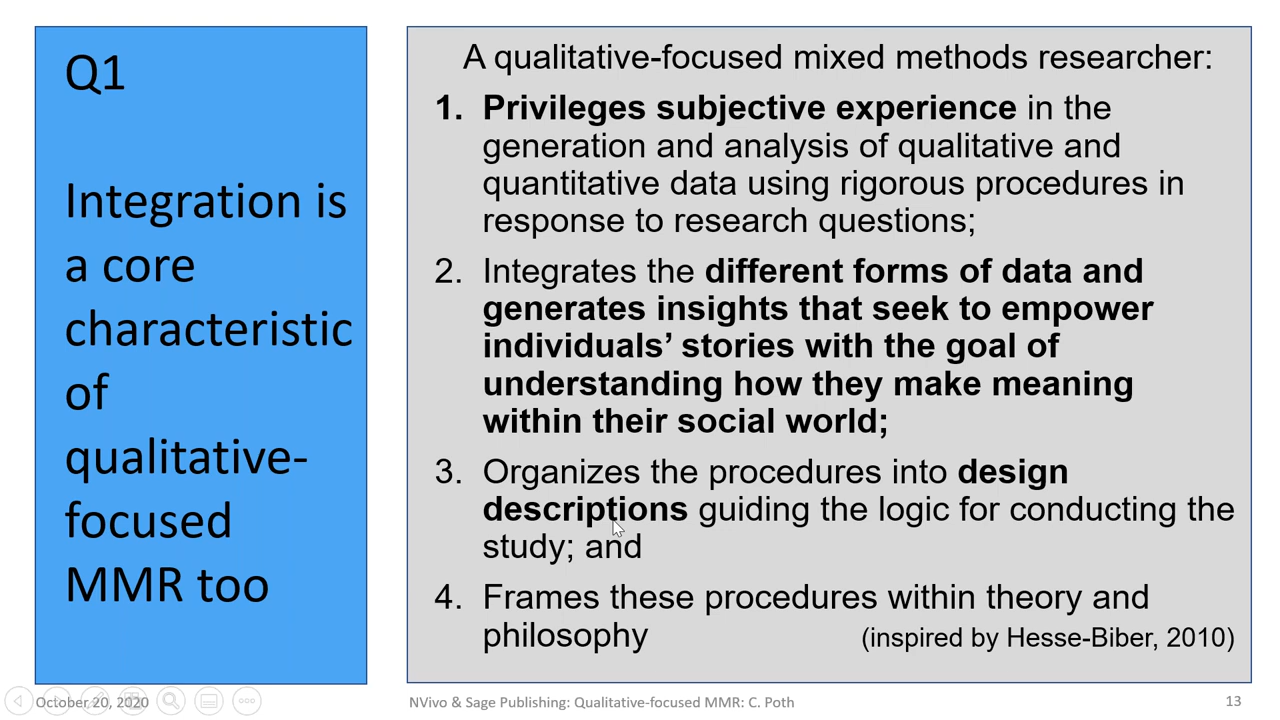 Q1
Integration is
a core
characteristic
of
qualitative-
focused
MMR too
A qualitative-focused mixed methods researcher:
1. Privileges subjective experience in the
generation and analysis of qualitative and
quantitative data using rigorous procedures in
response to research questions;
2. Integrates the different forms of data and
generates insights that seek to empower
individuals’ stories with the goal of
understanding how they make meaning
within their social world;
3. Organizes the procedures into design
descriptions guiding the logic for conducting the
study; and
4. Frames these procedures within theory and
philosophy (inspired by Hesse-Biber, 2010)
October 20, 2020
NVivo & Sage Publishing: Qualitative-focused MMR: C. Poth
13